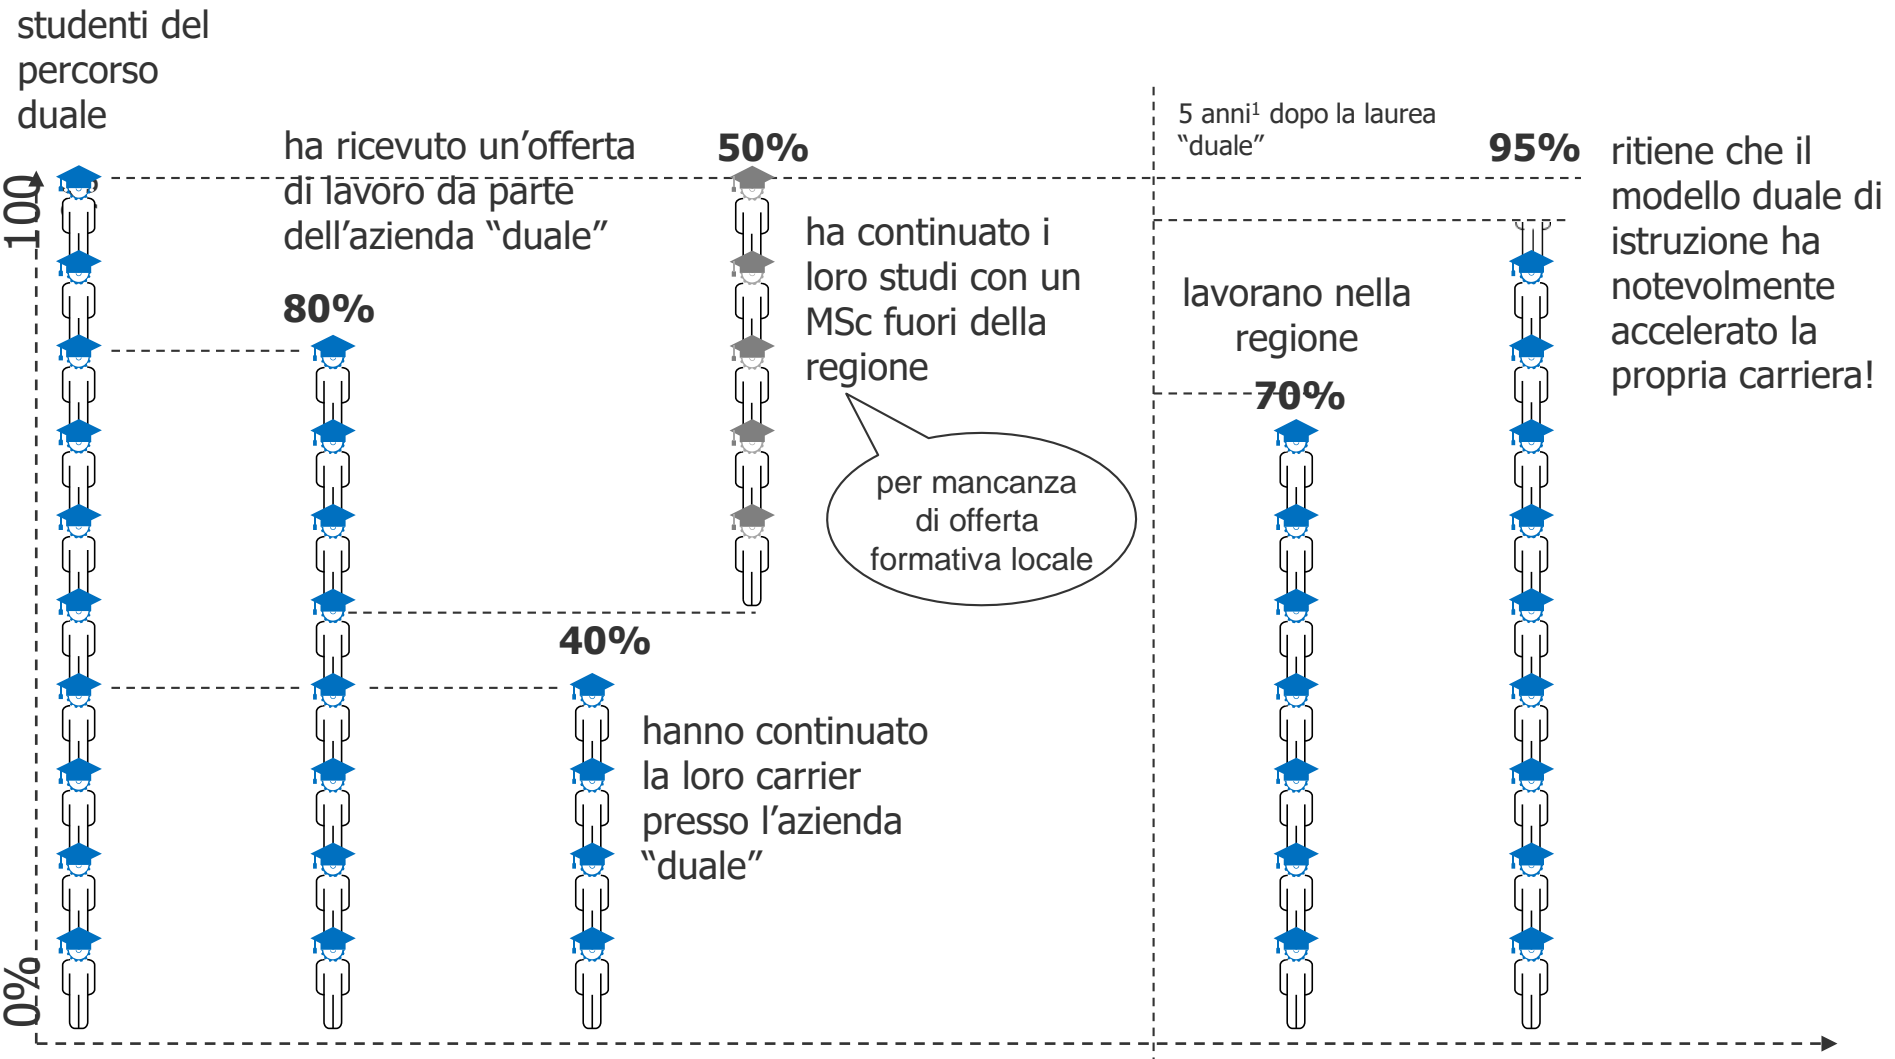 studenti del
percorso
duale
100
0%
ha ricevuto un’offerta
di lavoro da parte
dell’azienda “duale”
80%
40%
hanno continuato
la loro carrier
presso l’azienda
“duale”
50%
ha continuato i
loro studi con un
MSc fuori della
regione
per mancanza
di offerta
formativa locale
5 anni¹ dopo la laurea
“duale”
lavorano nella
regione
70%
95%
ritiene che il
modello duale di
istruzione ha
notevolmente
accelerato la
propria carriera!